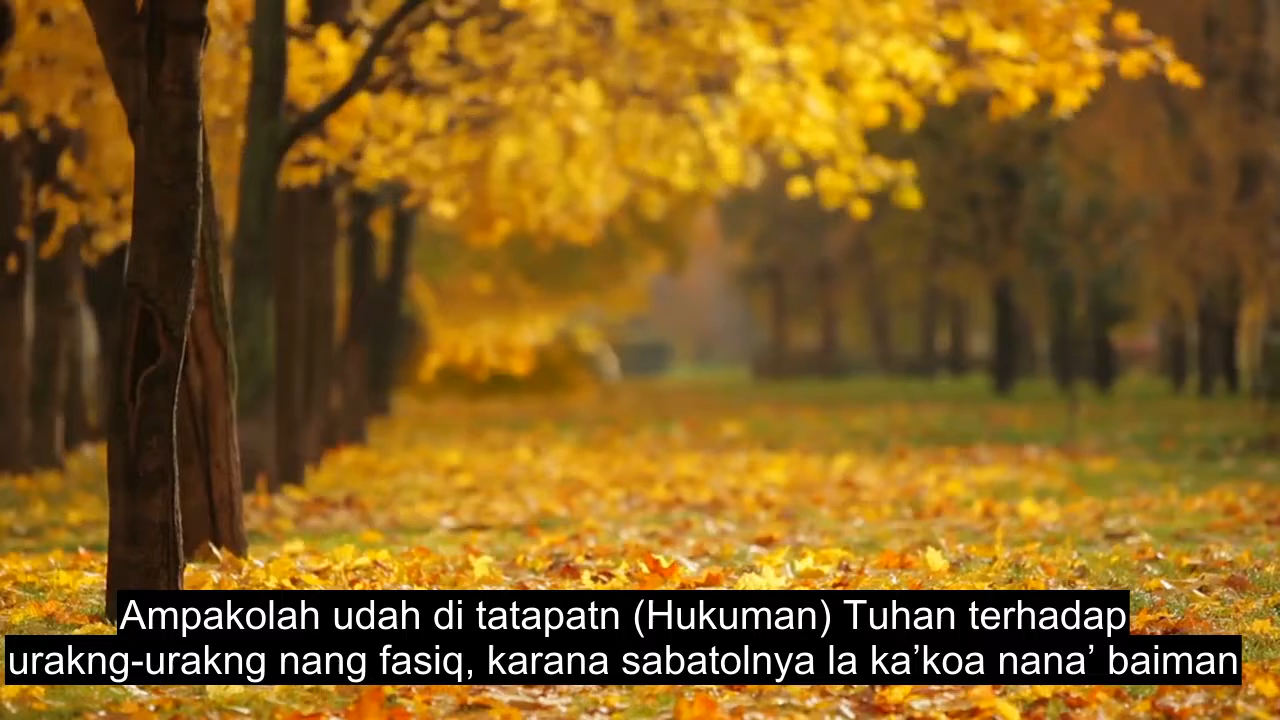 Ampakolah udah di tatapatn (Hukuman) Tuhan terhadap
urakng-urakng nang fasiq, karana sabatolnya la ka’koa nana’ baiman